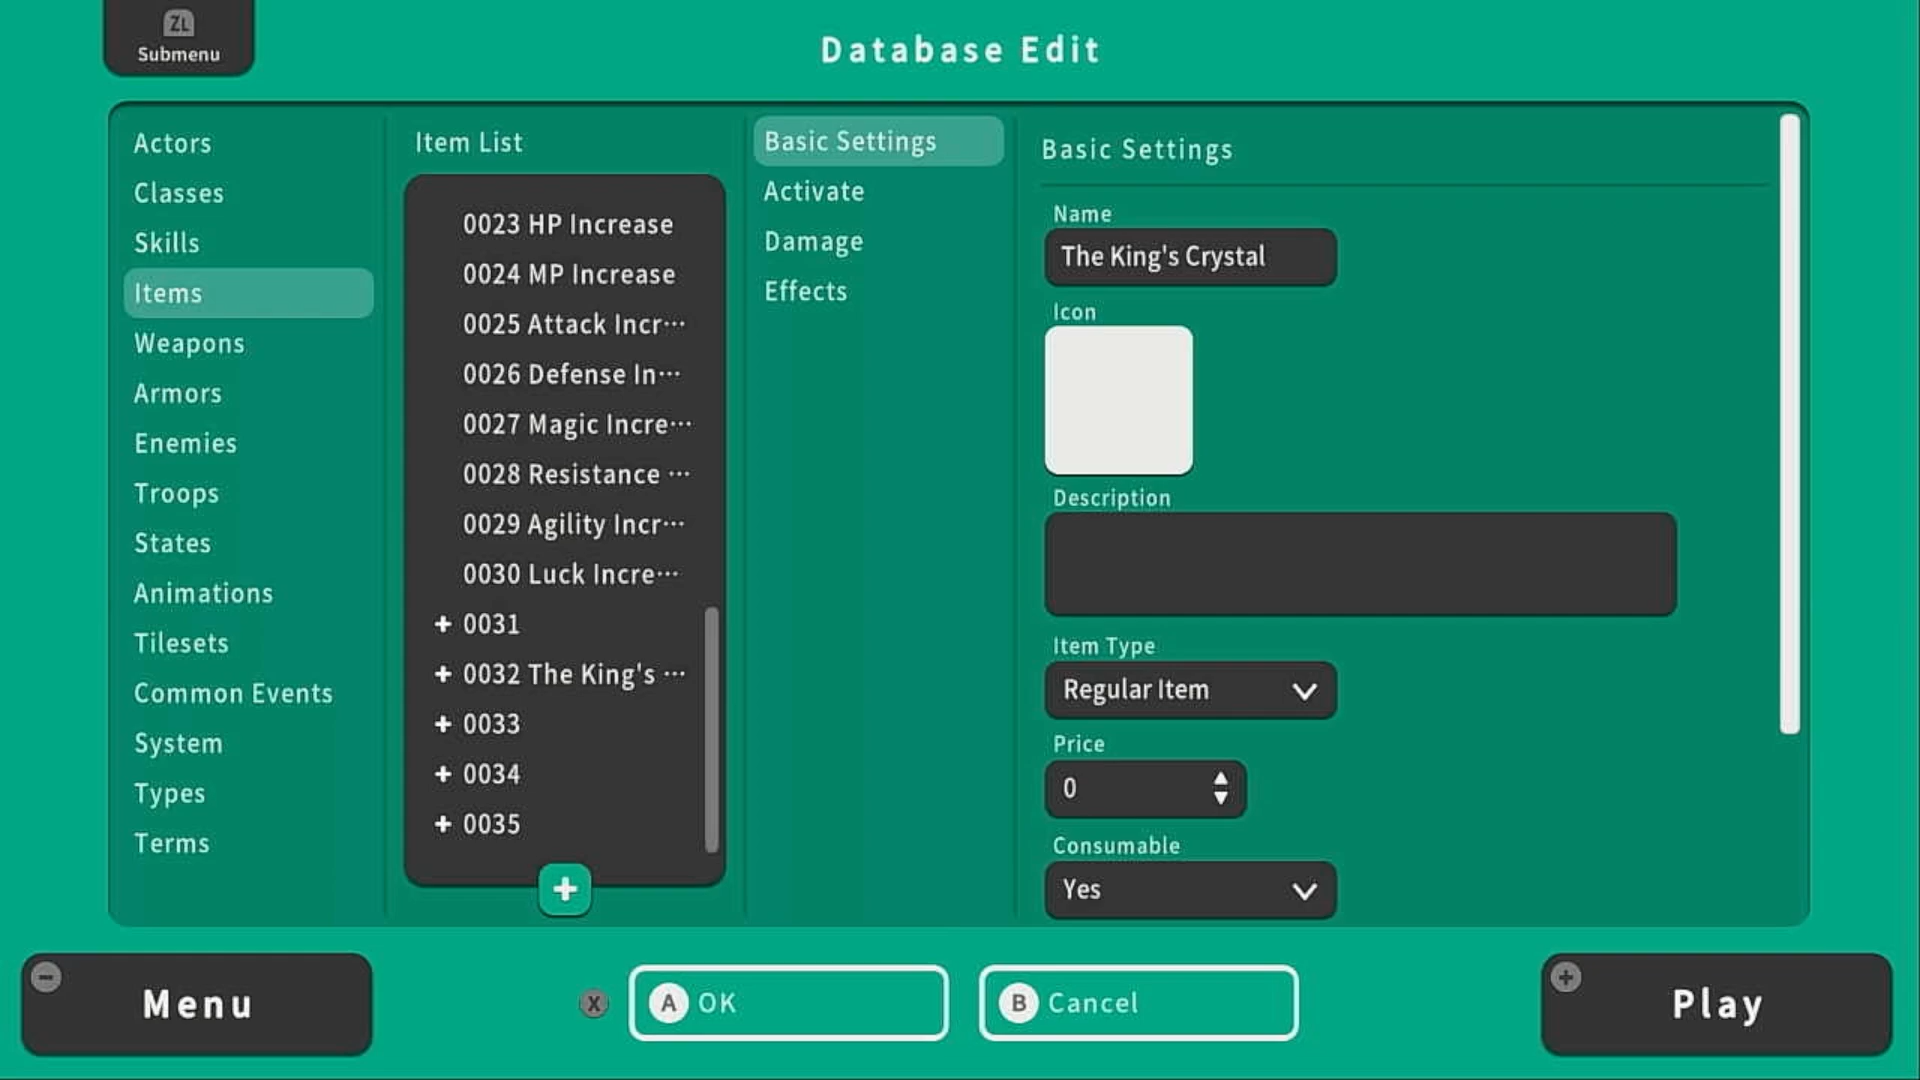 ZL
Submenu
Database Edit
Actors
Classes
Skills
Items
Weapons
Armors
Enemies
Troops
States
Animations
Tilesets
Common Events
System
Types
Terms
Item List
0023 HP Increase
0024 MP Increase
0025 Attack Incr···
0026 Defense In···
0027 Magic Incre···
0028 Resistance ···
0029 Agility Incr···
0030 Luck Incre···
+ 0031
+ 0032 The King's ···
+ 0033
+ 0034
+ 0035
+
Basic Settings
Activate
Damage
Effects
Basic Settings
Name
The King's Crystal
Icon
Description
Item Type
Regular Item
Price
0
Consumable
Yes
Menu
X
A OK
B Cancel
+
Play